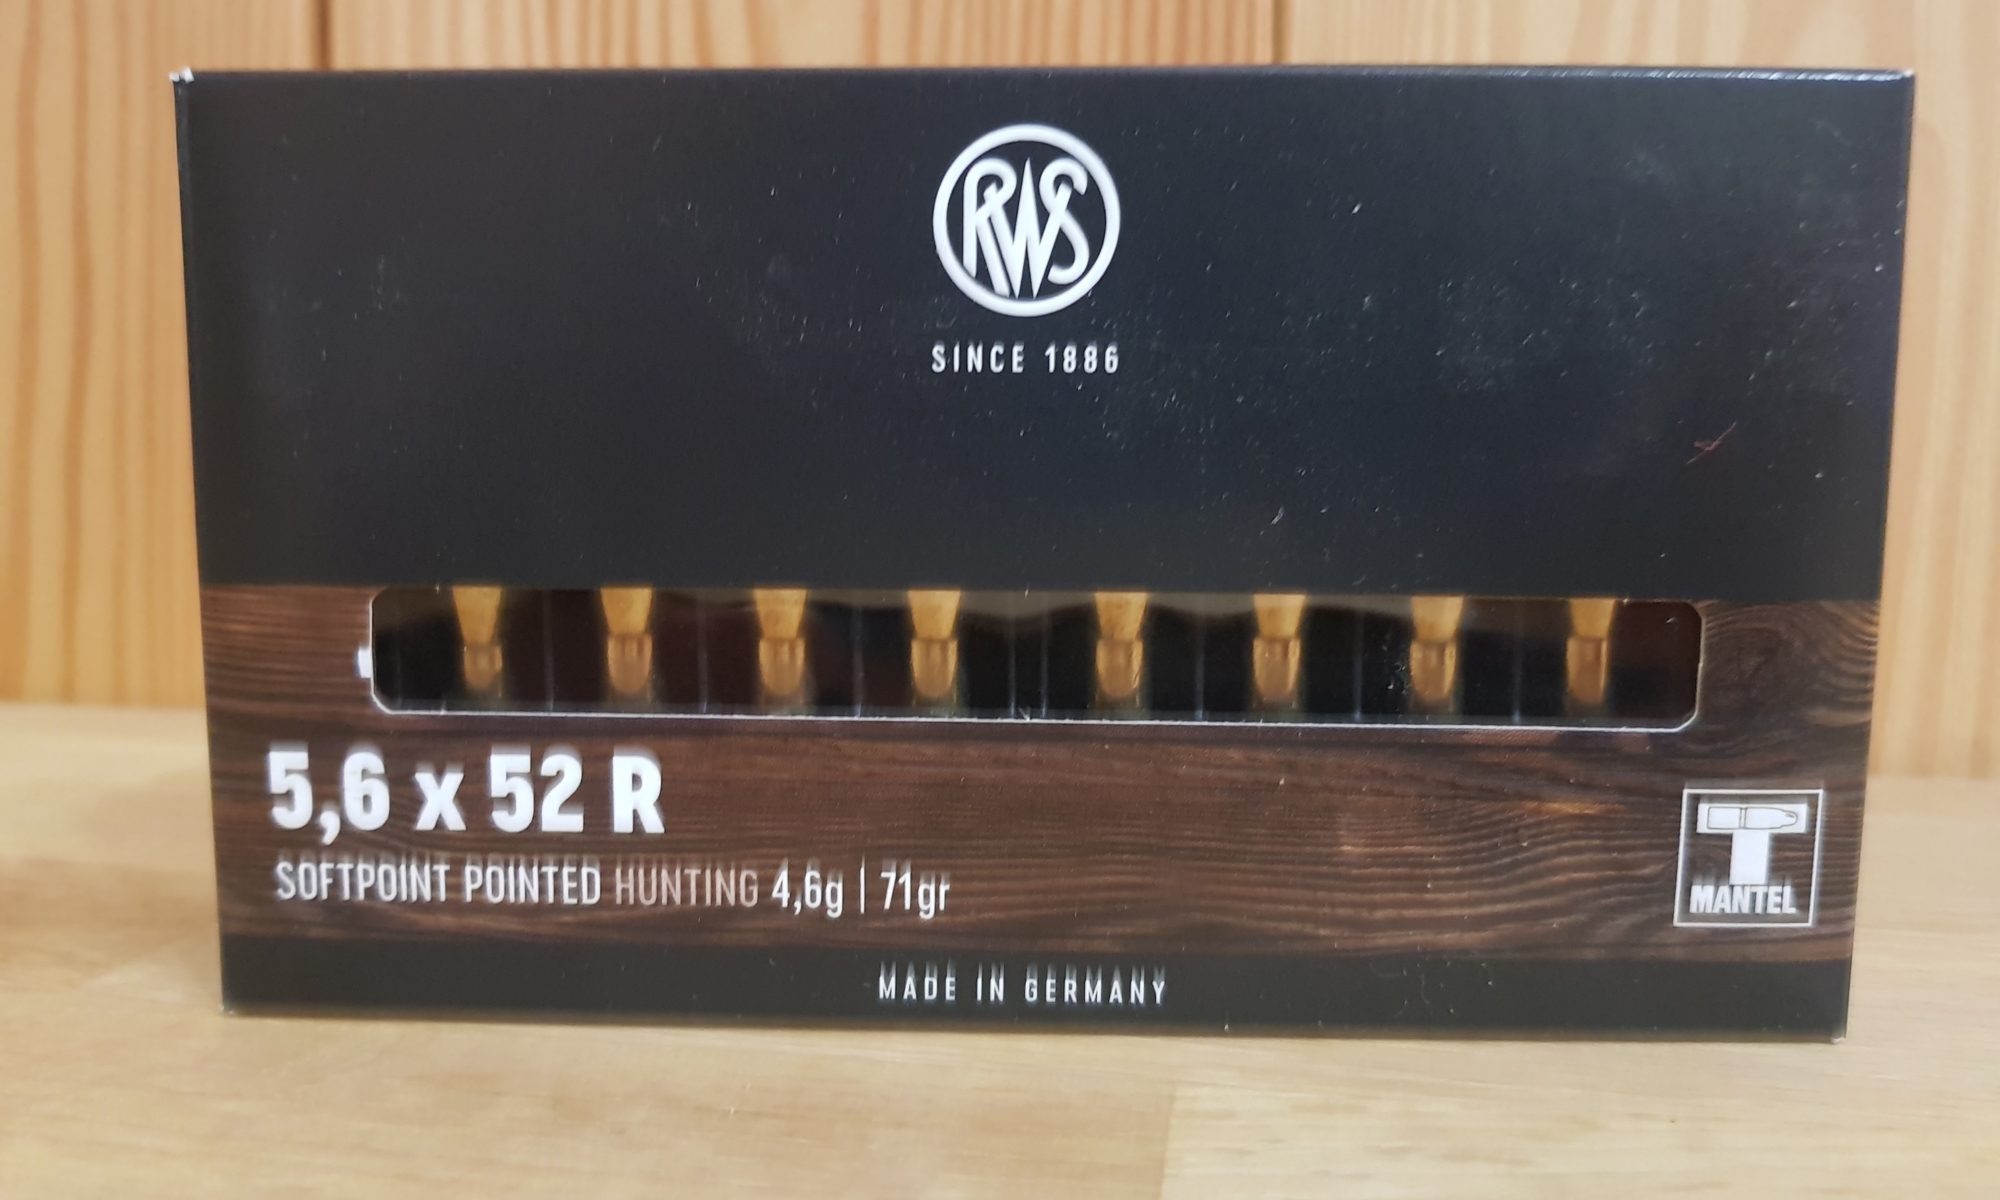 RWS
SINCE 1886
5,6 x 52 R
SOFTPOINT POINTED HUNTING 4,6g | 71gr
T
MANTEL
MADE IN GERMANY